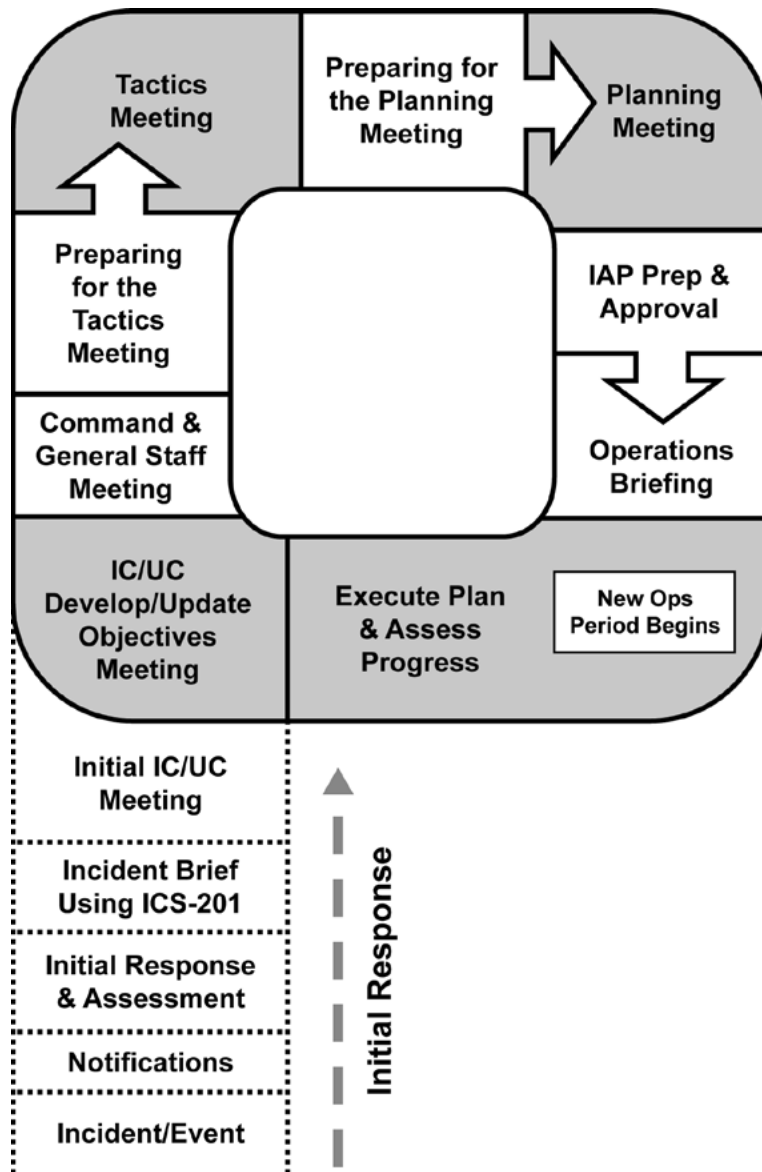 Tactics
Meeting
Preparing for
the Planning
Meeting
Planning
Meeting
Preparing
for the
Tactics
Meeting
IAP Prep &
Approval
Command &
General Staff
Meeting
Operations
Briefing
IC/UC
Develop/Update
Objectives
Meeting
Execute Plan
& Assess
Progress
New Ops
Period Begins
Initial IC/UC
Meeting
Incident Brief
Using ICS-201
Initial Response
& Assessment
Notifications
Incident/Event
Initial Response